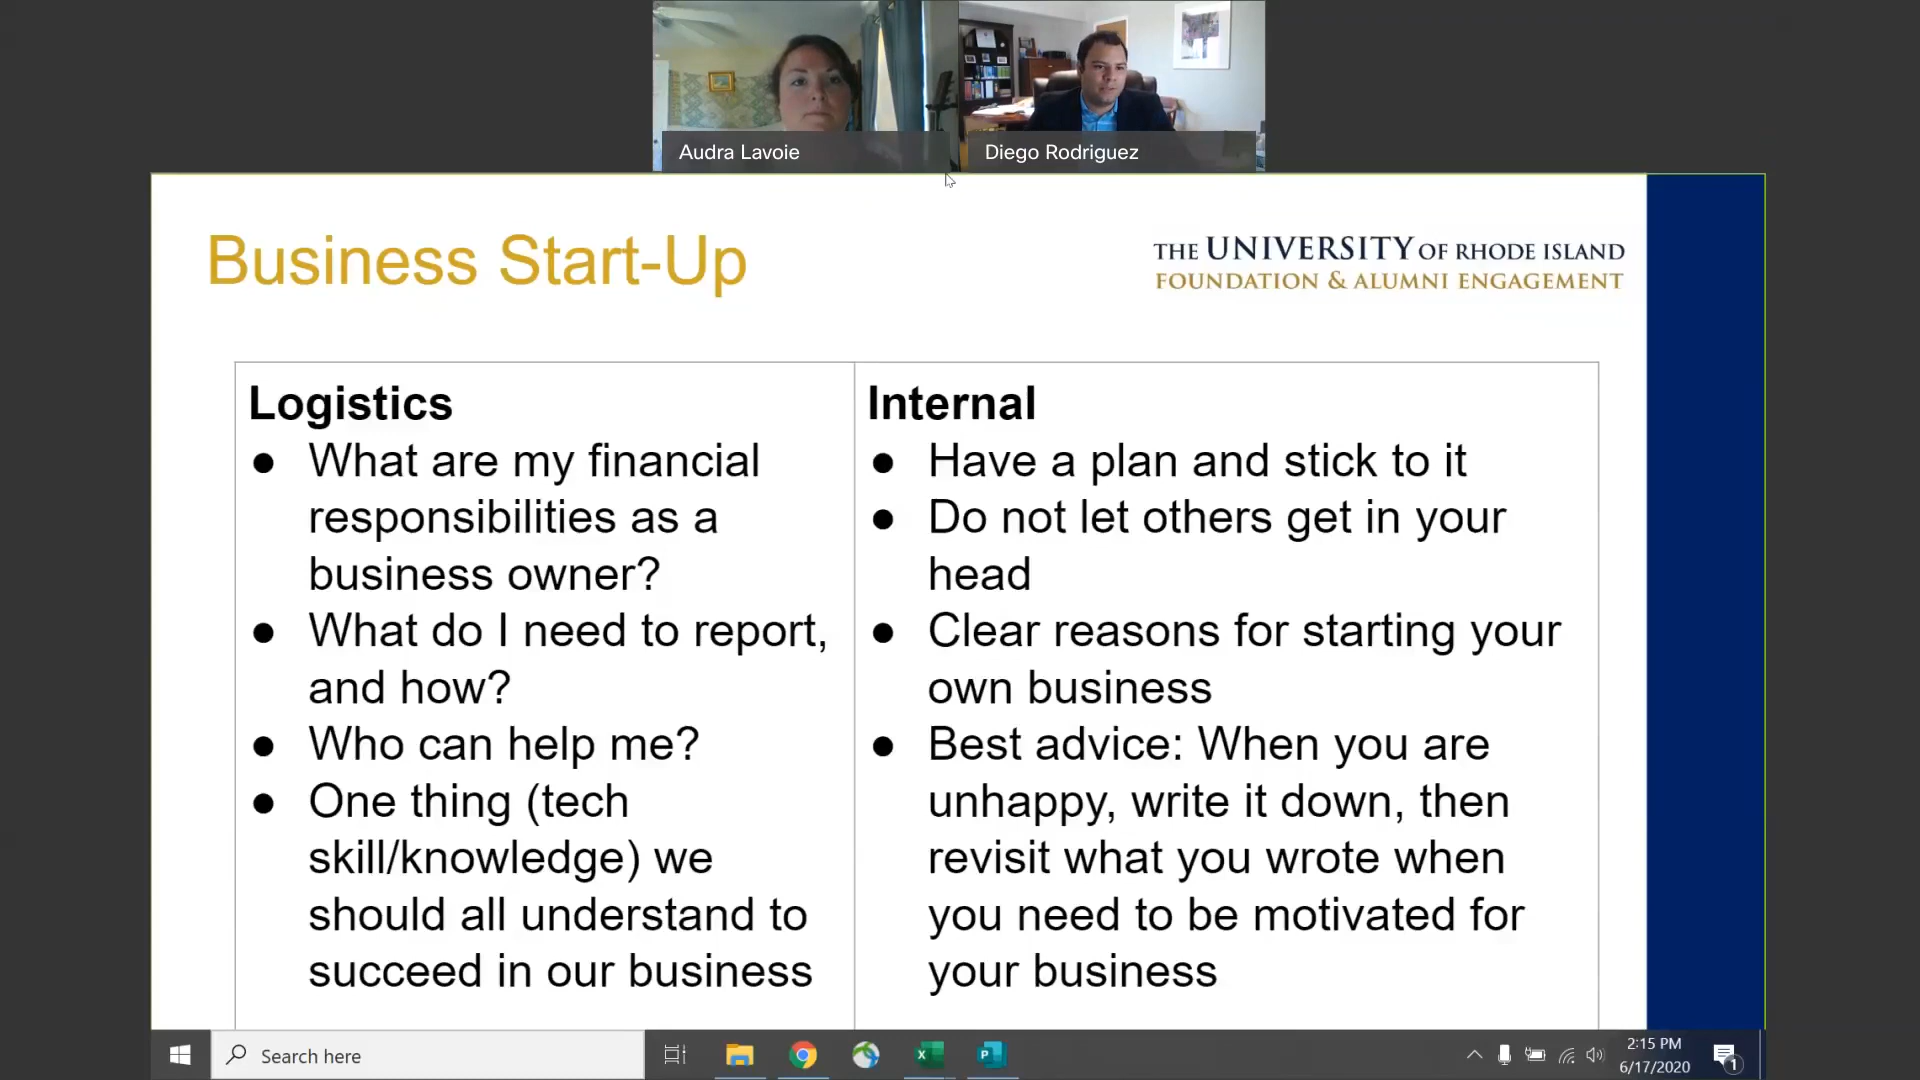 Audra Lavoie
Diego Rodriguez
Business Start-Up
THE UNIVERSITY OF RHODE ISLAND
FOUNDATION & ALUMNI ENGAGEMENT
Logistics
● What are my financial
responsibilities as a
business owner?
● What do I need to report,
and how?
● Who can help me?
● One thing (tech
skill/knowledge) we
should all understand to
succeed in our business
Internal
● Have a plan and stick to it
● Do not let others get in your
head
● Clear reasons for starting your
own business
● Best advice: When you are
unhappy, write it down, then
revisit what you wrote when
you need to be motivated for
your business
Search here
2:15 PM
6/17/2020
1